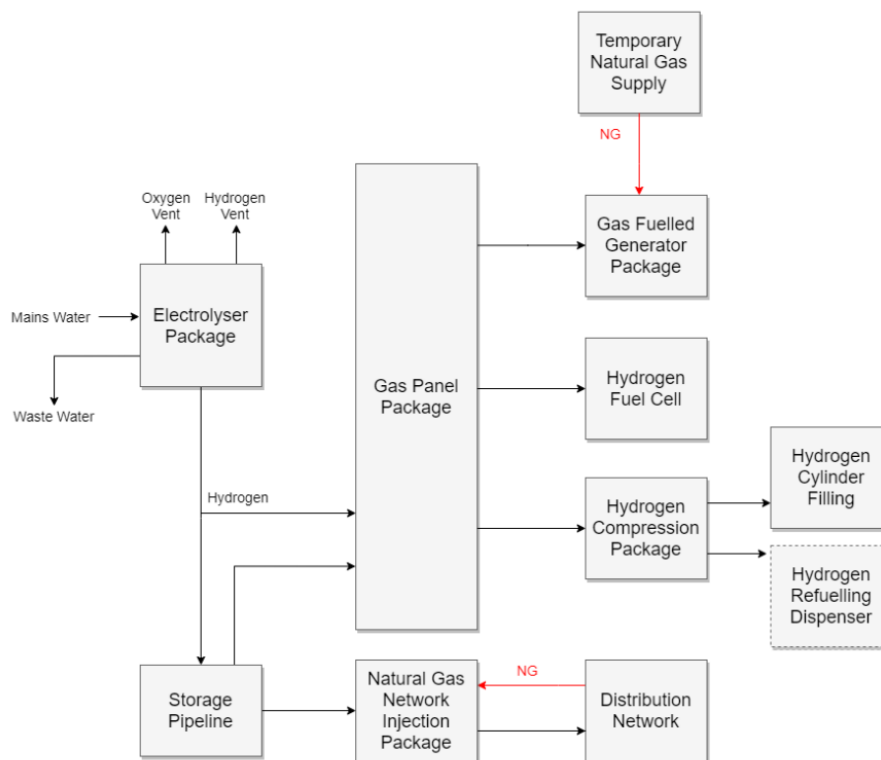 Temporary
Natural Gas
Supply
NG
Oxygen
Vent
Hydrogen
Vent
Gas Fuelled
Generator
Package
Mains Water
Electrolyser
Package
Waste Water
Gas Panel
Package
Hydrogen
Fuel Cell
Hydrogen
Hydrogen
Compression
Package
Hydrogen
Cylinder
Filling
Hydrogen
Refuelling
Dispenser
Storage
Pipeline
Natural Gas
Network
Injection
Package
NG
Distribution
Network